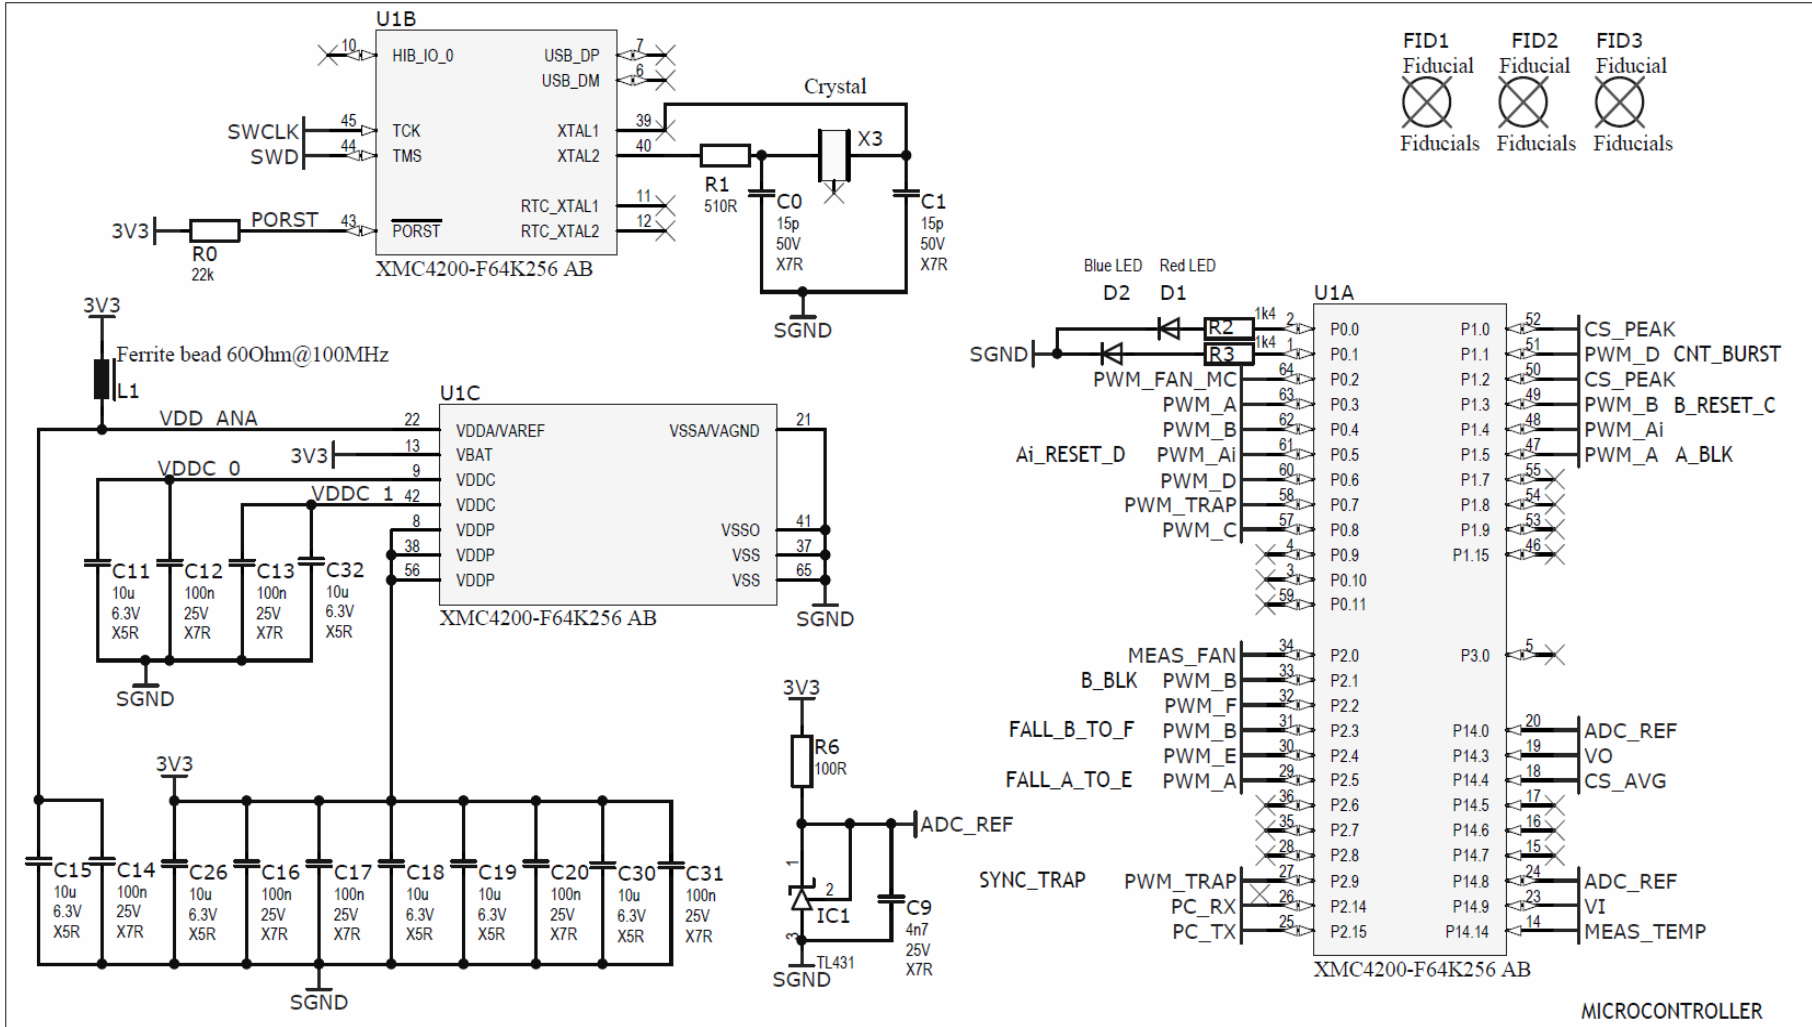 U1B
10 HIB_IO_0 USB_DP 7
USB_DM 6
SWCLK 45 TCK XTAL1 39
SWD 44 TMS XTAL2 40
RTC_XTAL1 11
3V3 PORST 43 PORST RTC_XTAL2 12
R0
22k
XMC4200-F64K256 AB
Crystal
X3
R1
510R
C0
15p
50V
X7R
C1
15p
50V
X7R
SGND
FID1 FID2 FID3
Fiducial Fiducial Fiducial
Fiducials Fiducials Fiducials
3V3
Ferrite bead 60Ohm@100MHz
L1
U1C
VDD_ANA 22 VDDA/VAREF VSSA/VAGND 21
3V3 13 VBAT
VDDC_0 9 VDDC
VDDC_1 42 VDDC
8 VDDP VSSO 41
38 VDDP VSS 37
56 VDDP VSS 65
XMC4200-F64K256 AB
SGND
C11
10u
6.3V
X5R
C12
100n
25V
X7R
C13
100n
25V
X7R
C32
10u
6.3V
X5R
SGND
3V3
C15
10u
6.3V
X5R
C14
100n
25V
X7R
C26
10u
6.3V
X5R
C16
100n
25V
X7R
C17
100n
25V
X7R
C18
10u
6.3V
X5R
C19
10u
6.3V
X5R
C20
100n
25V
X7R
C30
10u
6.3V
X5R
C31
100n
25V
X7R
SGND
3V3
R6
100R
ADC_REF
1
2
IC1
3
TL431
C9
4n7
25V
X7R
SGND
Blue LED Red LED
D2 D1
U1A
R2 1k4 2 P0.0 P1.0 52 CS_PEAK
SGND R3 1k4 1 P0.1 P1.1 51 PWM_D CNT_BURST
PWM_FAN_MC 64 P0.2 P1.2 50 CS_PEAK
PWM_A 63 P0.3 P1.3 49 PWM_B B_RESET_C
PWM_B 62 P0.4 P1.4 48 PWM_Ai
Ai_RESET_D PWM_Ai 61 P0.5 P1.5 47 PWM_A A_BLK
PWM_D 60 P0.6 P1.7 55
PWM_TRAP 58 P0.7 P1.8 54
PWM_C 57 P0.8 P1.9 53
4 P0.9 P1.15 46
3 P0.10
59 P0.11
MEAS_FAN 34 P2.0 P3.0 5
B_BLK PWM_B 33 P2.1
PWM_F 32 P2.2
FALL_B_TO_F PWM_B 31 P2.3 P14.0 20 ADC_REF
PWM_E 30 P2.4 P14.3 19 VO
FALL_A_TO_E PWM_A 29 P2.5 P14.4 18 CS_AVG
36 P2.6 P14.5 17
35 P2.7 P14.6 16
28 P2.8 P14.7 15
SYNC_TRAP PWM_TRAP 27 P2.9 P14.8 24 ADC_REF
PC_RX 26 P2.14 P14.9 23 VI
PC_TX 25 P2.15 P14.14 14 MEAS_TEMP
XMC4200-F64K256 AB
MICROCONTROLLER